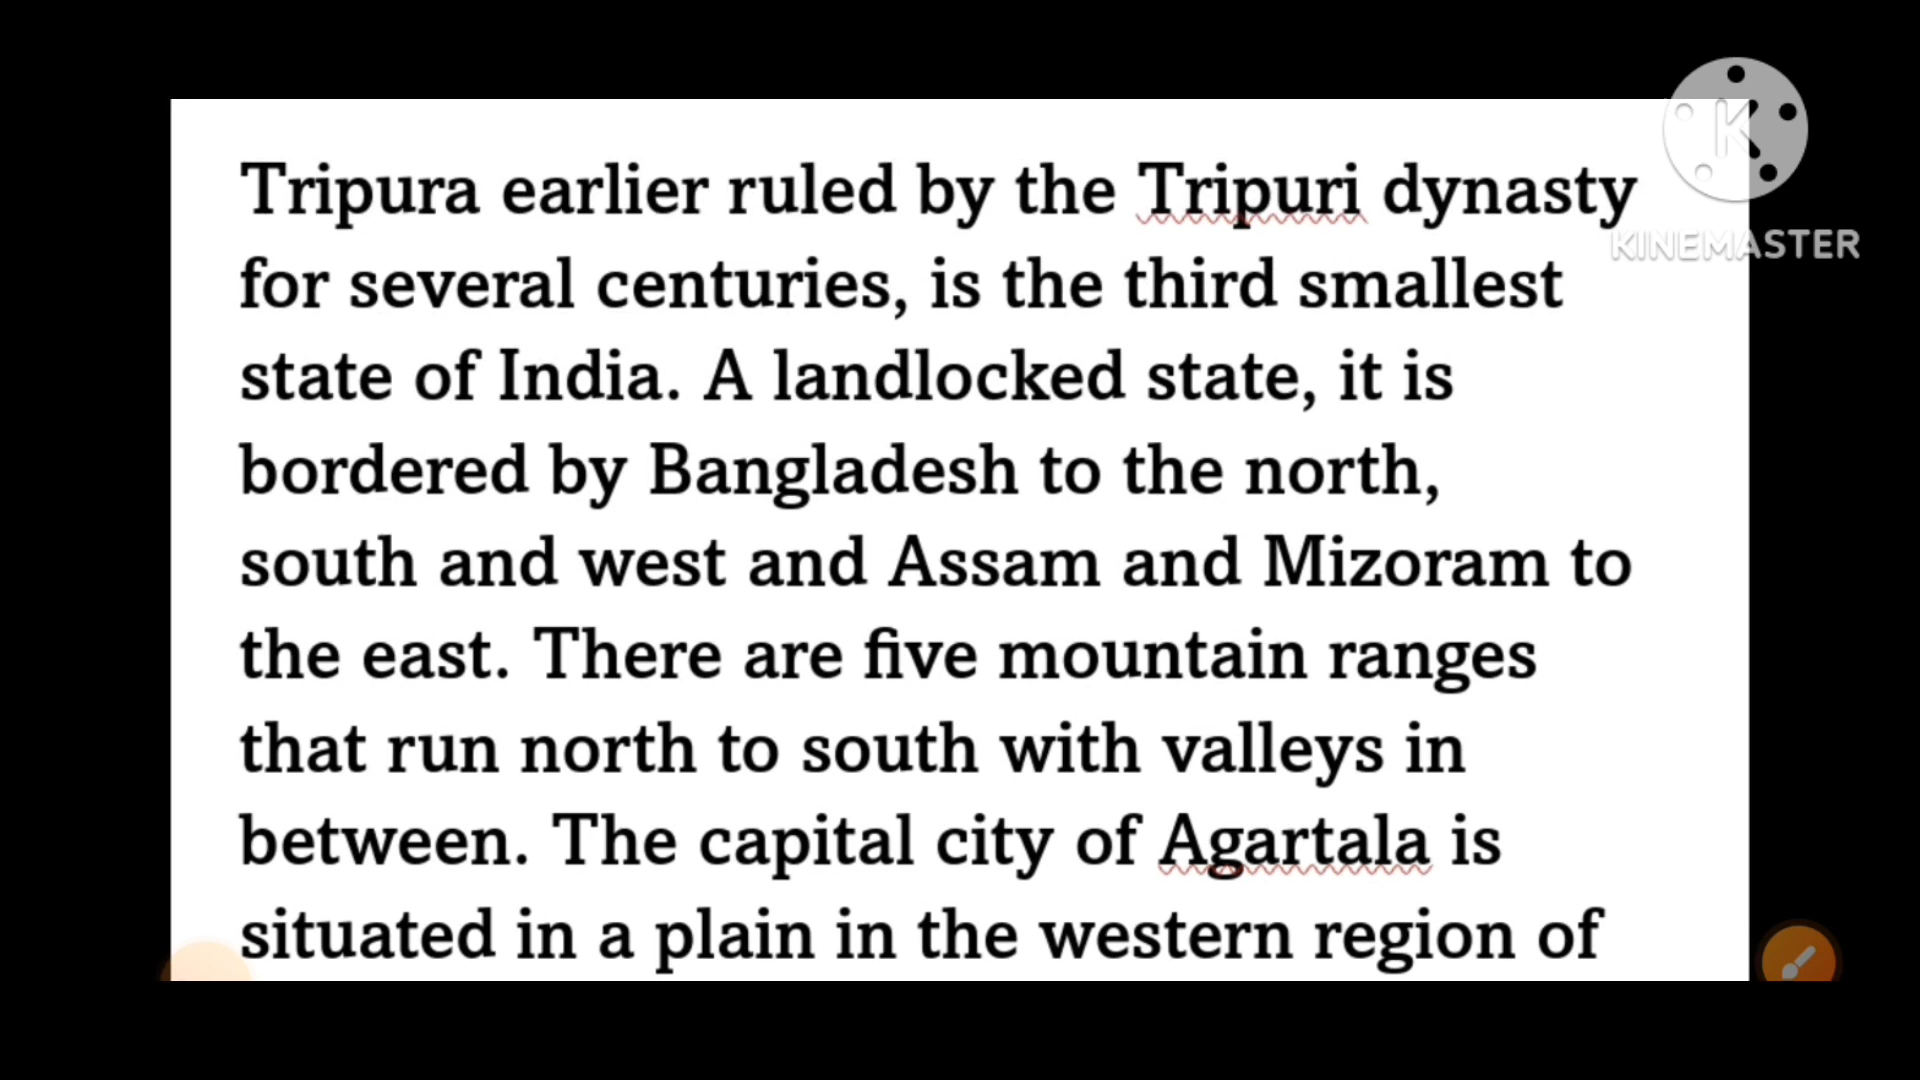 Tripura earlier ruled by the Tripuri dynasty
for several centuries, is the third smallest
state of India. A landlocked state, it is
bordered by Bangladesh to the north,
south and west and Assam and Mizoram to
the east. There are five mountain ranges
that run north to south with valleys in
between. The capital city of Agartala is
situated in a plain in the western region of
K
KINEMASTER